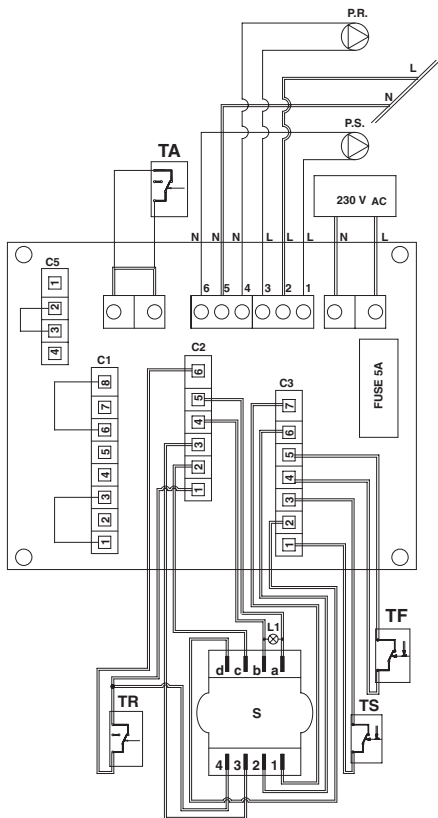 P.R.
L
N
P.S.
TA
230 V AC
N N N L L L N L
6 5 4 3 2 1
C5
1
2
3
4
C1
8
7
6
5
4
3
2
1
C2
6
5
4
3
2
1
C3
7
6
5
4
3
2
1
FUSE 5A
L1
d c b a
S
4 3 2 1
TR
TF
TS